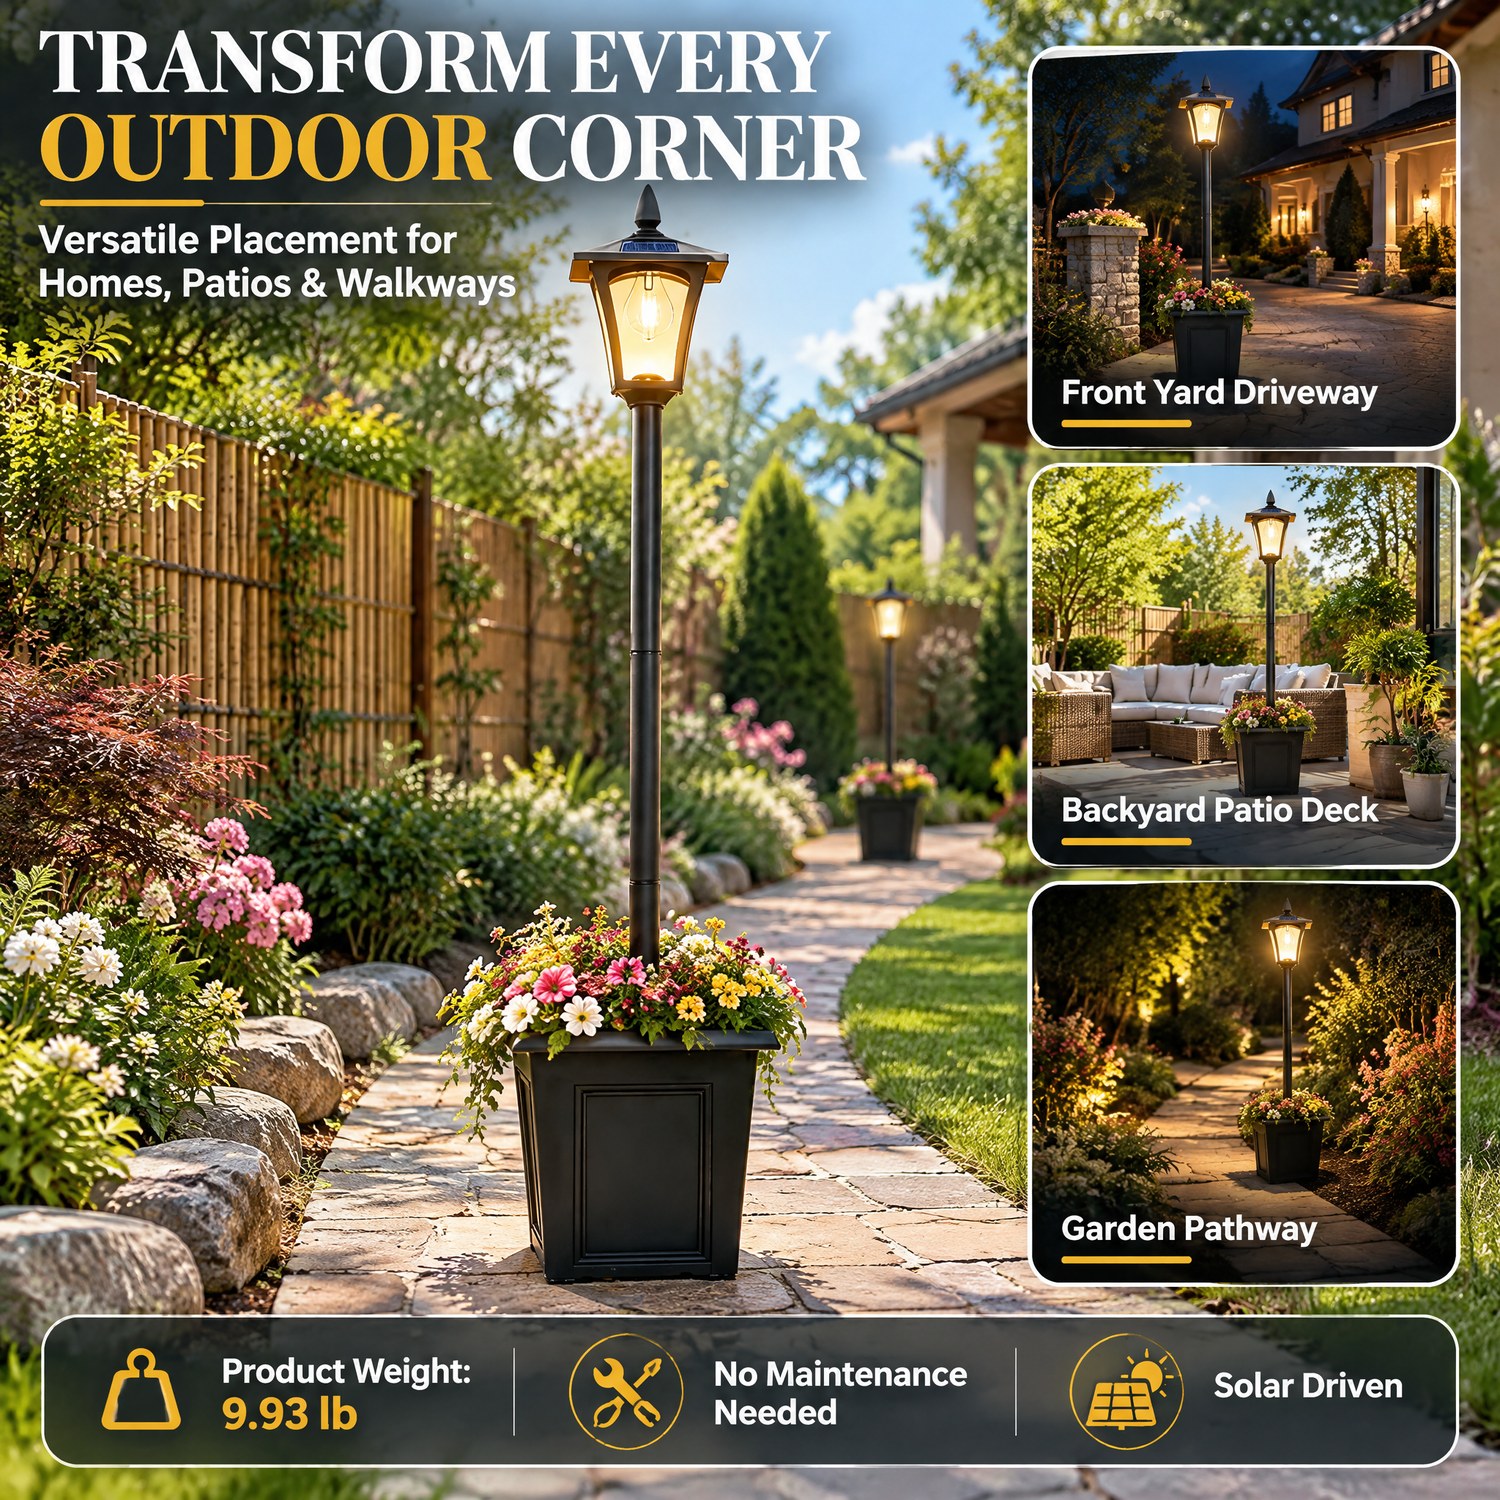 TRANSFORM EVERY
OUTDOOR CORNER
Versatile Placement for
Homes, Patios & Walkways
Front Yard Driveway
Backyard Patio Deck
Garden Pathway
Product Weight:
9.93 lb
No Maintenance
Needed
Solar Driven